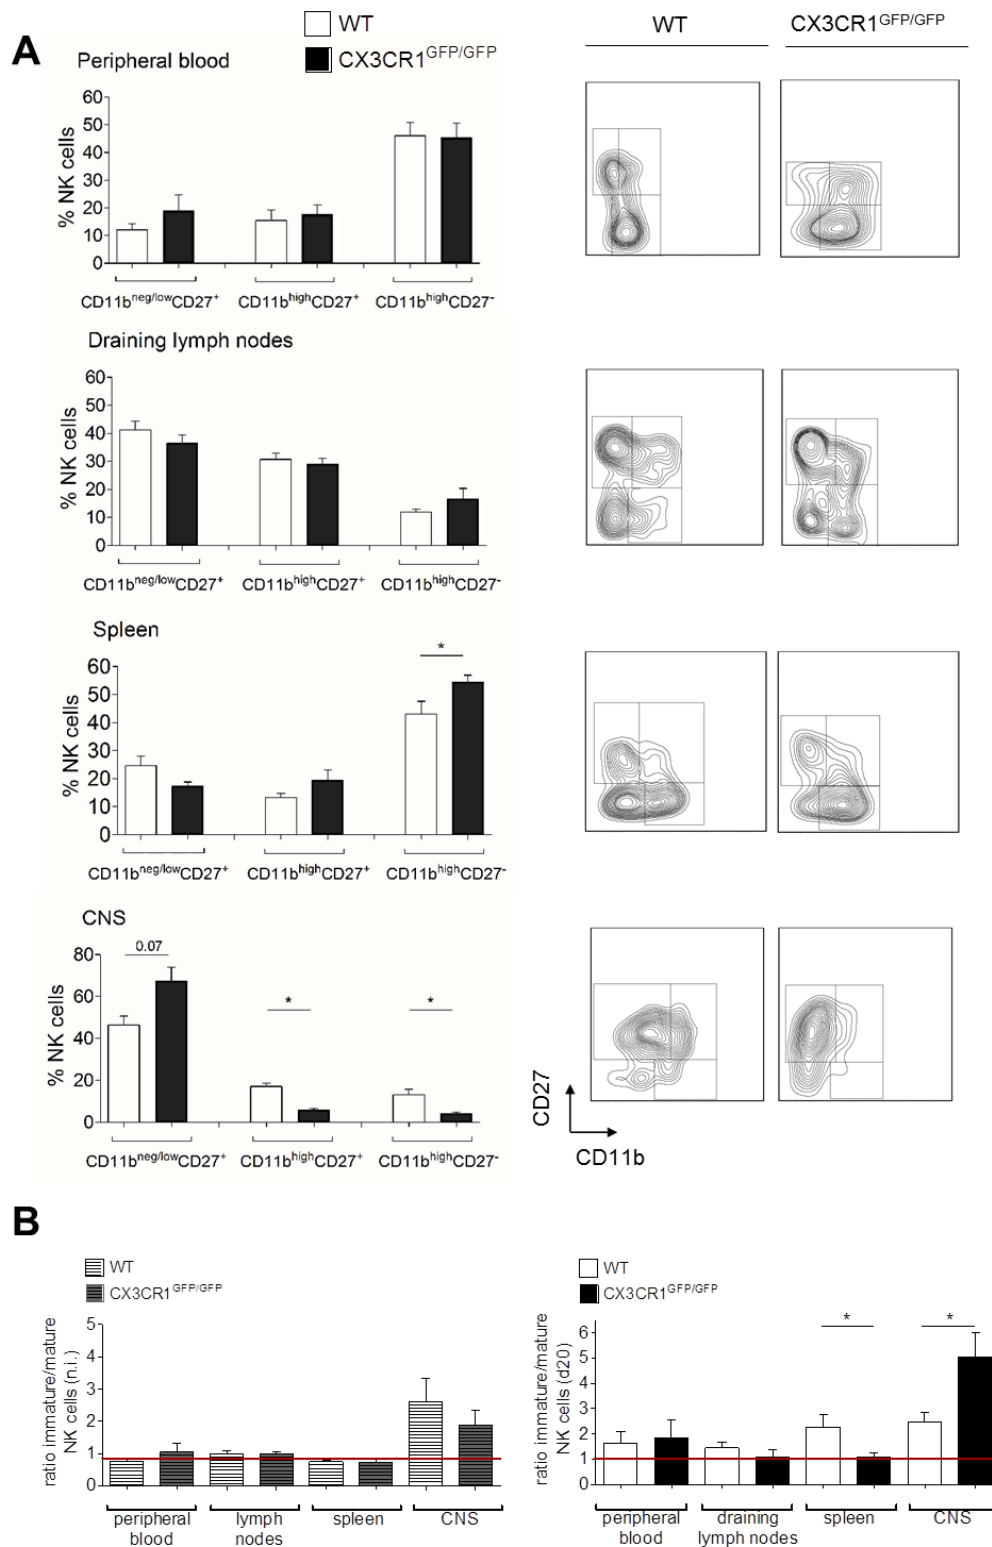 WT
CX3CR1GFP/GFP
WT
CX3CR1GFP/GFP
A
Peripheral blood
% NK cells
60
50
40
30
20
10
0
CD11bneg/lowCD27+
CD11bhighCD27+
CD11bhighCD27-
Draining lymph nodes
% NK cells
60
50
40
30
20
10
0
CD11bneg/lowCD27+
CD11bhighCD27+
CD11bhighCD27-
Spleen
% NK cells
60
50
40
30
20
10
0
*
CD11bneg/lowCD27+
CD11bhighCD27+
CD11bhighCD27-
CNS
% NK cells
80
60
40
20
0
0.07
*
*
CD11bneg/lowCD27+
CD11bhighCD27+
CD11bhighCD27-
CD27
CD11b
B
WT
CX3CR1GFP/GFP
ratio immature/mature
NK cells (n.i.)
5
4
3
2
1
0
peripheral
blood
lymph
nodes
spleen
CNS
WT
CX3CR1GFP/GFP
ratio immature/mature
NK cells (d20)
6
5
4
3
2
1
0
*
*
peripheral
blood
draining
lymph nodes
spleen
CNS